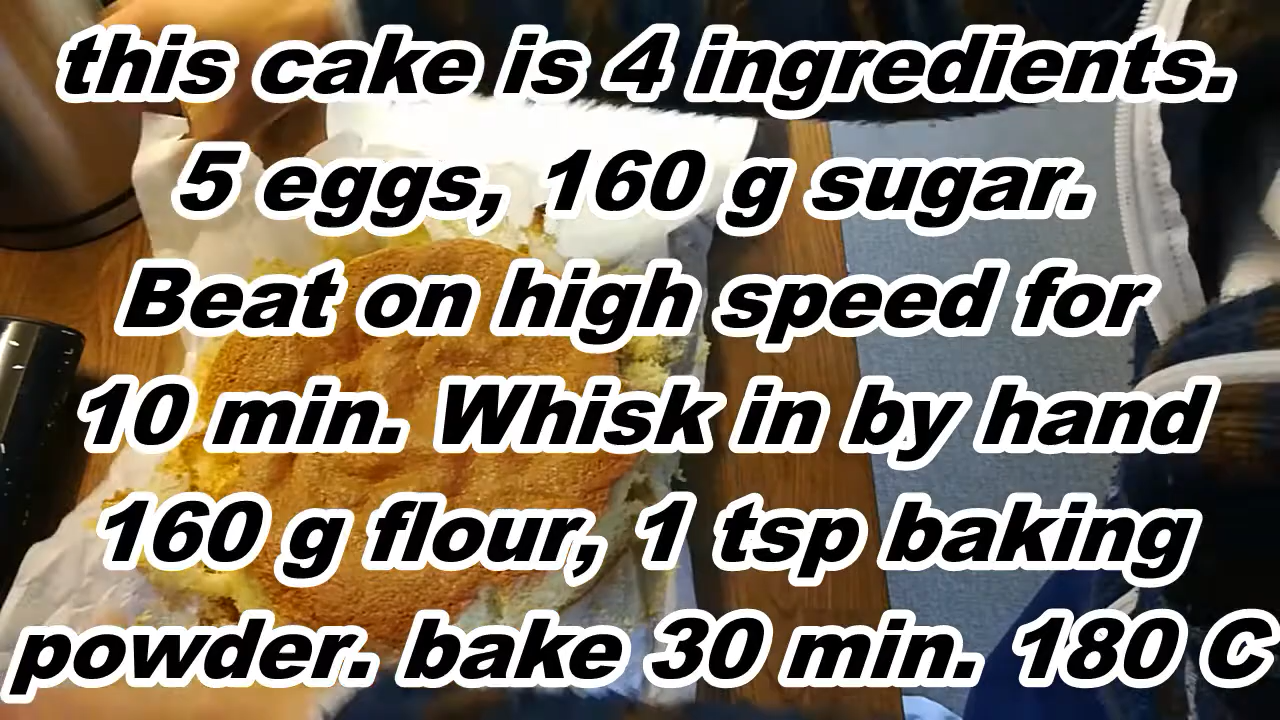 this cake is 4 ingredients.
5 eggs, 160 g sugar.
Beat on high speed for
10 min. Whisk in by hand
160 g flour, 1 tsp baking
powder. bake 30 min. 180 C